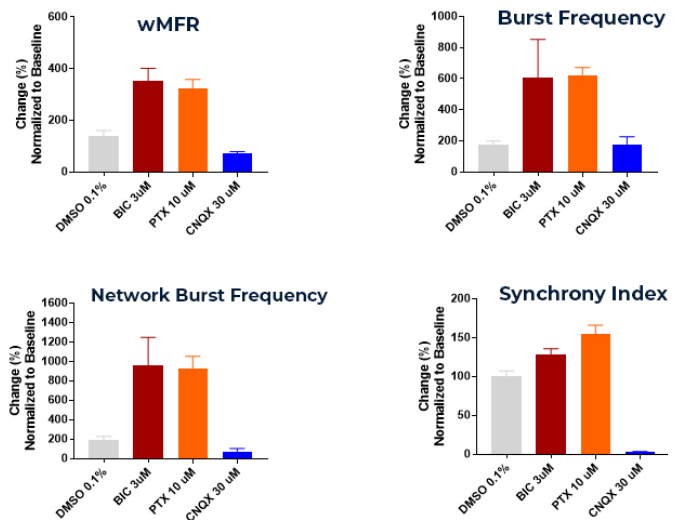 wMFR
Change (%)
Normalized to Baseline
600
400
200
0
DMSO 0.1%
BIC 3uM
PTX 10 uM
CNQX 30 uM
Burst Frequency
Change (%)
Normalized to Baseline
1000
800
600
400
200
0
DMSO 0.1%
BIC 3uM
PTX 10 uM
CNQX 30 uM
Network Burst Frequency
Change (%)
Normalized to Baseline
1600
1400
1200
1000
800
600
400
200
0
DMSO 0.1%
BIC 3uM
PTX 10 uM
CNQX 30 uM
Synchrony Index
Change (%)
Normalized to Baseline
200
150
100
50
0
DMSO 0.1%
BIC 3uM
PTX 10 uM
CNQX 30 uM